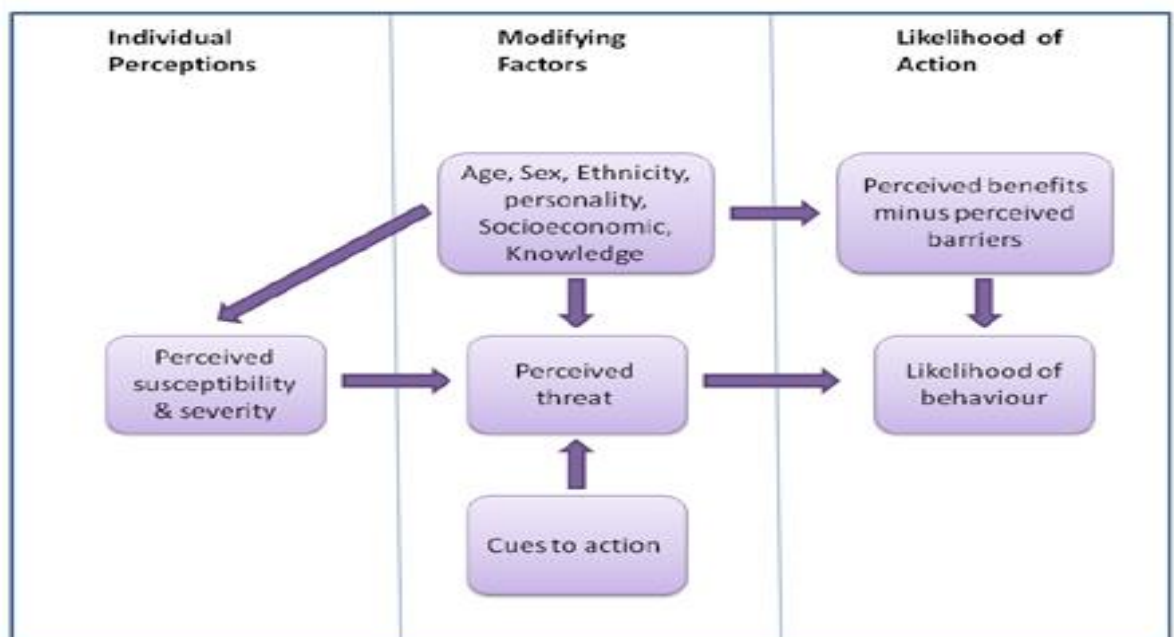 Individual
Perceptions
Modifying
Factors
Likelihood of
Action
Age, Sex, Ethnicity,
personality,
Socioeconomic,
Knowledge
Perceived benefits
minus perceived
barriers
Perceived
susceptibility
& severity
Perceived
threat
Likelihood of
behaviour
Cues to action